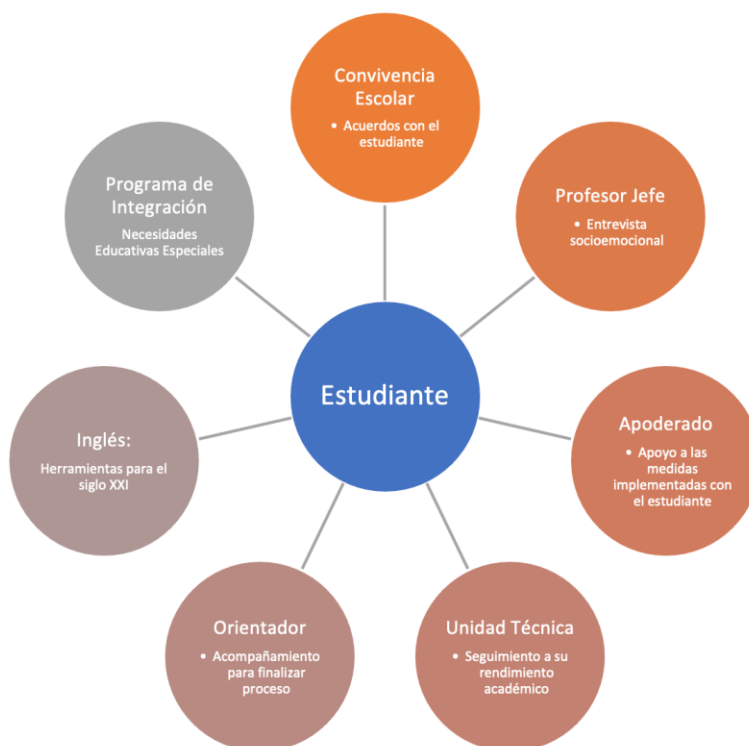 Convivencia
Escolar
• Acuerdos con el
estudiante
Profesor Jefe
• Entrevista
socioemocional
Apoderado
• Apoyo a las
medidas
implementadas con
el estudiante
Unidad Técnica
• Seguimiento a su
rendimiento
académico
Orientador
• Acompañamiento
para finalizar
proceso
Inglés:
Herramientas para el
siglo XXI
Programa de
Integración
Necesidades
Educativas Especiales
Estudiante